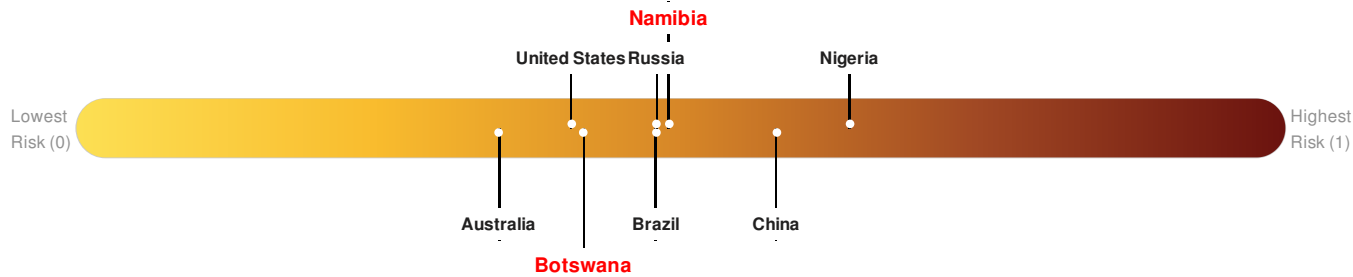 Namibia
United States Russia Nigeria
Lowest
Risk (0)
Highest
Risk (1)
Australia Brazil China
Botswana